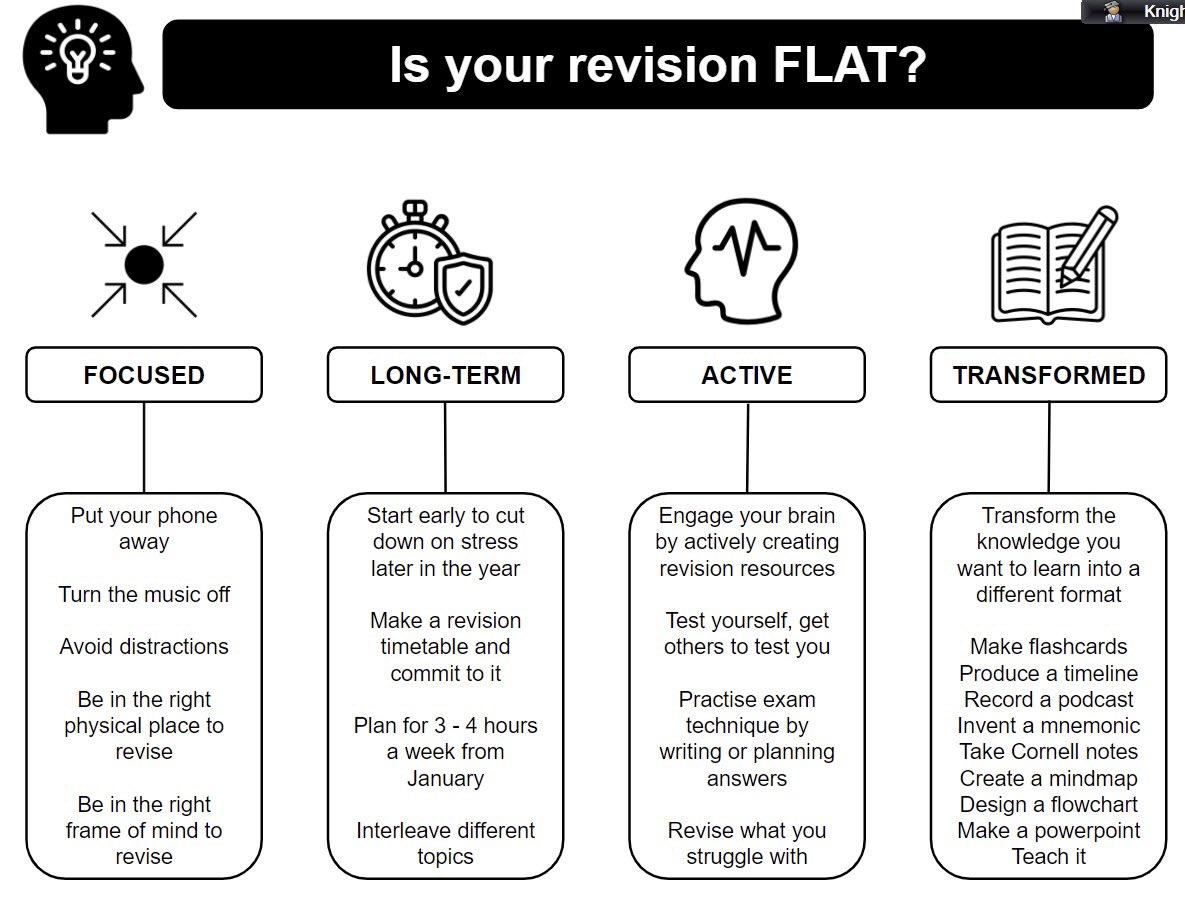 Is your revision FLAT?
FOCUSED
Put your phone
away
Turn the music off
Avoid distractions
Be in the right
physical place to
revise
Be in the right
frame of mind to
revise
LONG-TERM
Start early to cut
down on stress
later in the year
Make a revision
timetable and
commit to it
Plan for 3 - 4 hours
a week from
January
Interleave different
topics
ACTIVE
Engage your brain
by actively creating
revision resources
Test yourself, get
others to test you
Practise exam
technique by
writing or planning
answers
Revise what you
struggle with
TRANSFORMED
Transform the
knowledge you
want to learn into a
different format
Make flashcards
Produce a timeline
Record a podcast
Invent a mnemonic
Take Cornell notes
Create a mindmap
Design a flowchart
Make a powerpoint
Teach it